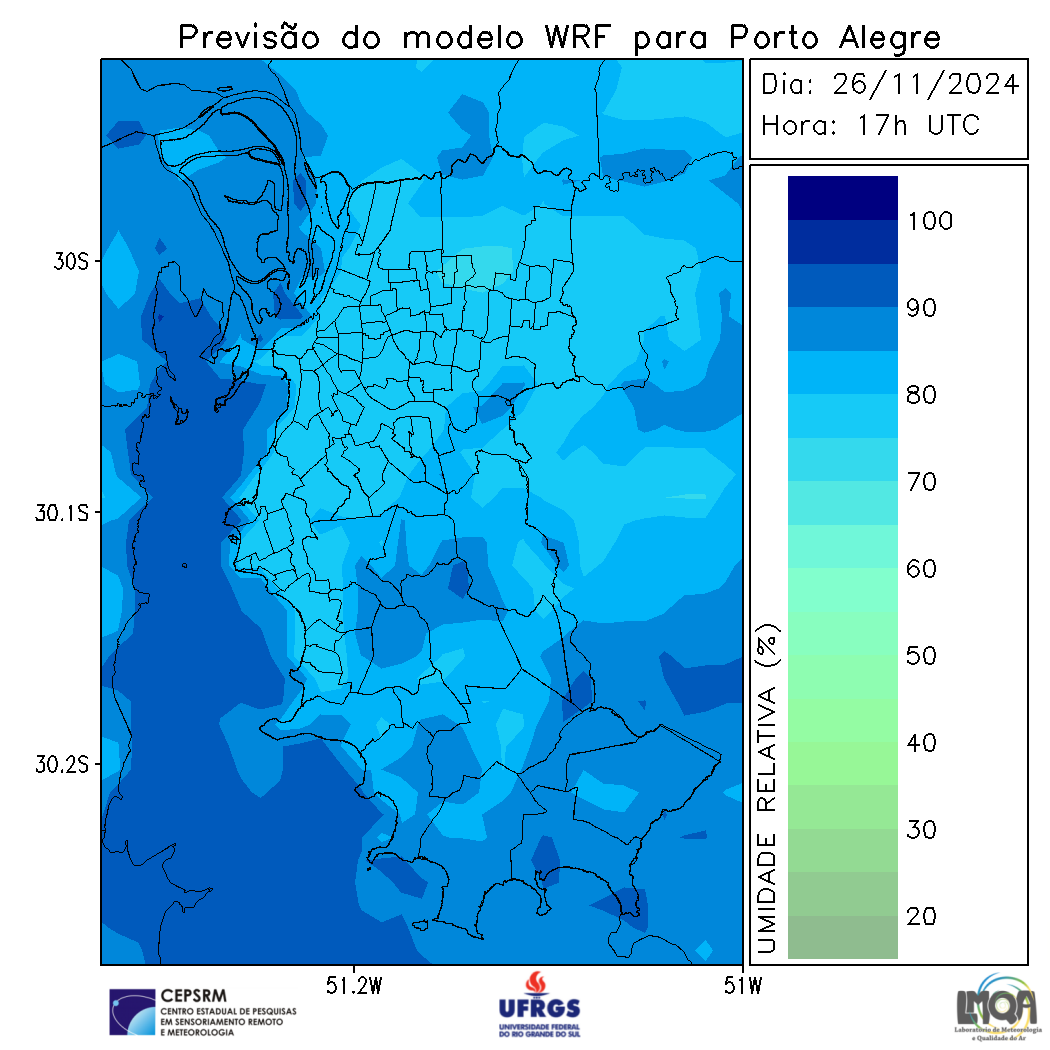 Previsão do modelo WRF para Porto Alegre
Dia: 26/11/2024
Hora: 17h UTC
100
90
80
70
60
50
40
30
20
UMIDADE RELATIVA (%)
30S
30.1S
30.2S
51.2W
51W
CEPSRM
CENTRO ESTADUAL DE PESQUISAS
EM SENSORIAMENTO REMOTO
E METEOROLOGIA
UFRGS
UNIVERSIDADE FEDERAL
DO RIO GRANDE DO SUL
LMQA
Laboratório de Meteorologia
e Qualidade do Ar